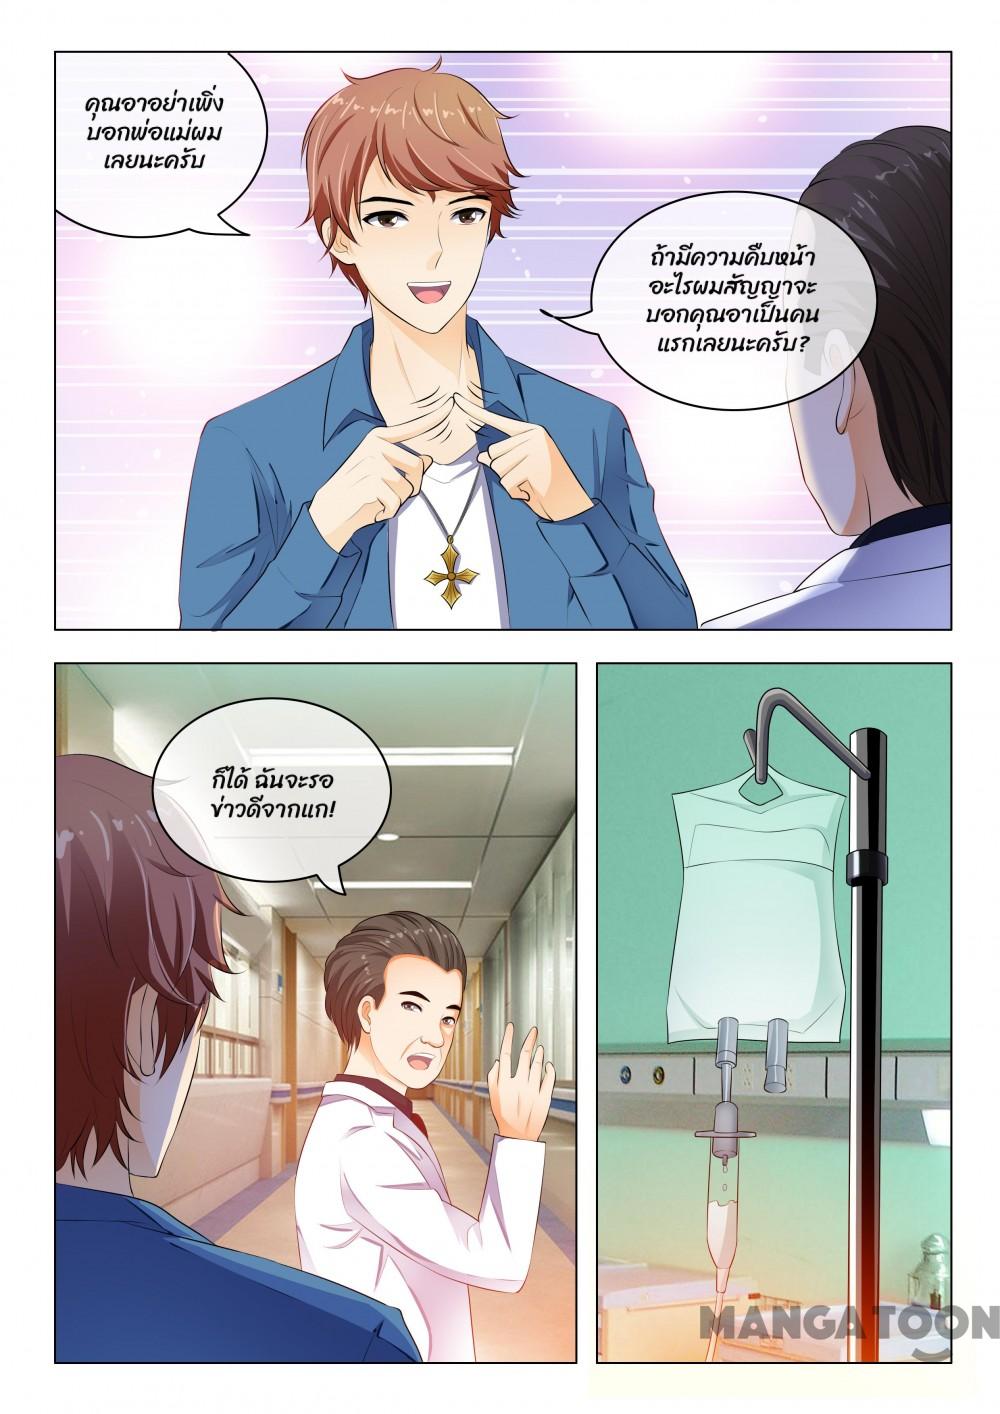 คุณอาอย่าเพิ่ง
บอกพ่อแม่ผม
เลยนะครับ
ถ้ามีความคืบหน้า
อะไรผมสัญญาจะ
บอกคุณอาเป็นคน
แรกเลยนะครับ?
ก็ได้ ฉันจะรอ
ข่าวดีจากแก!
MANGATOON